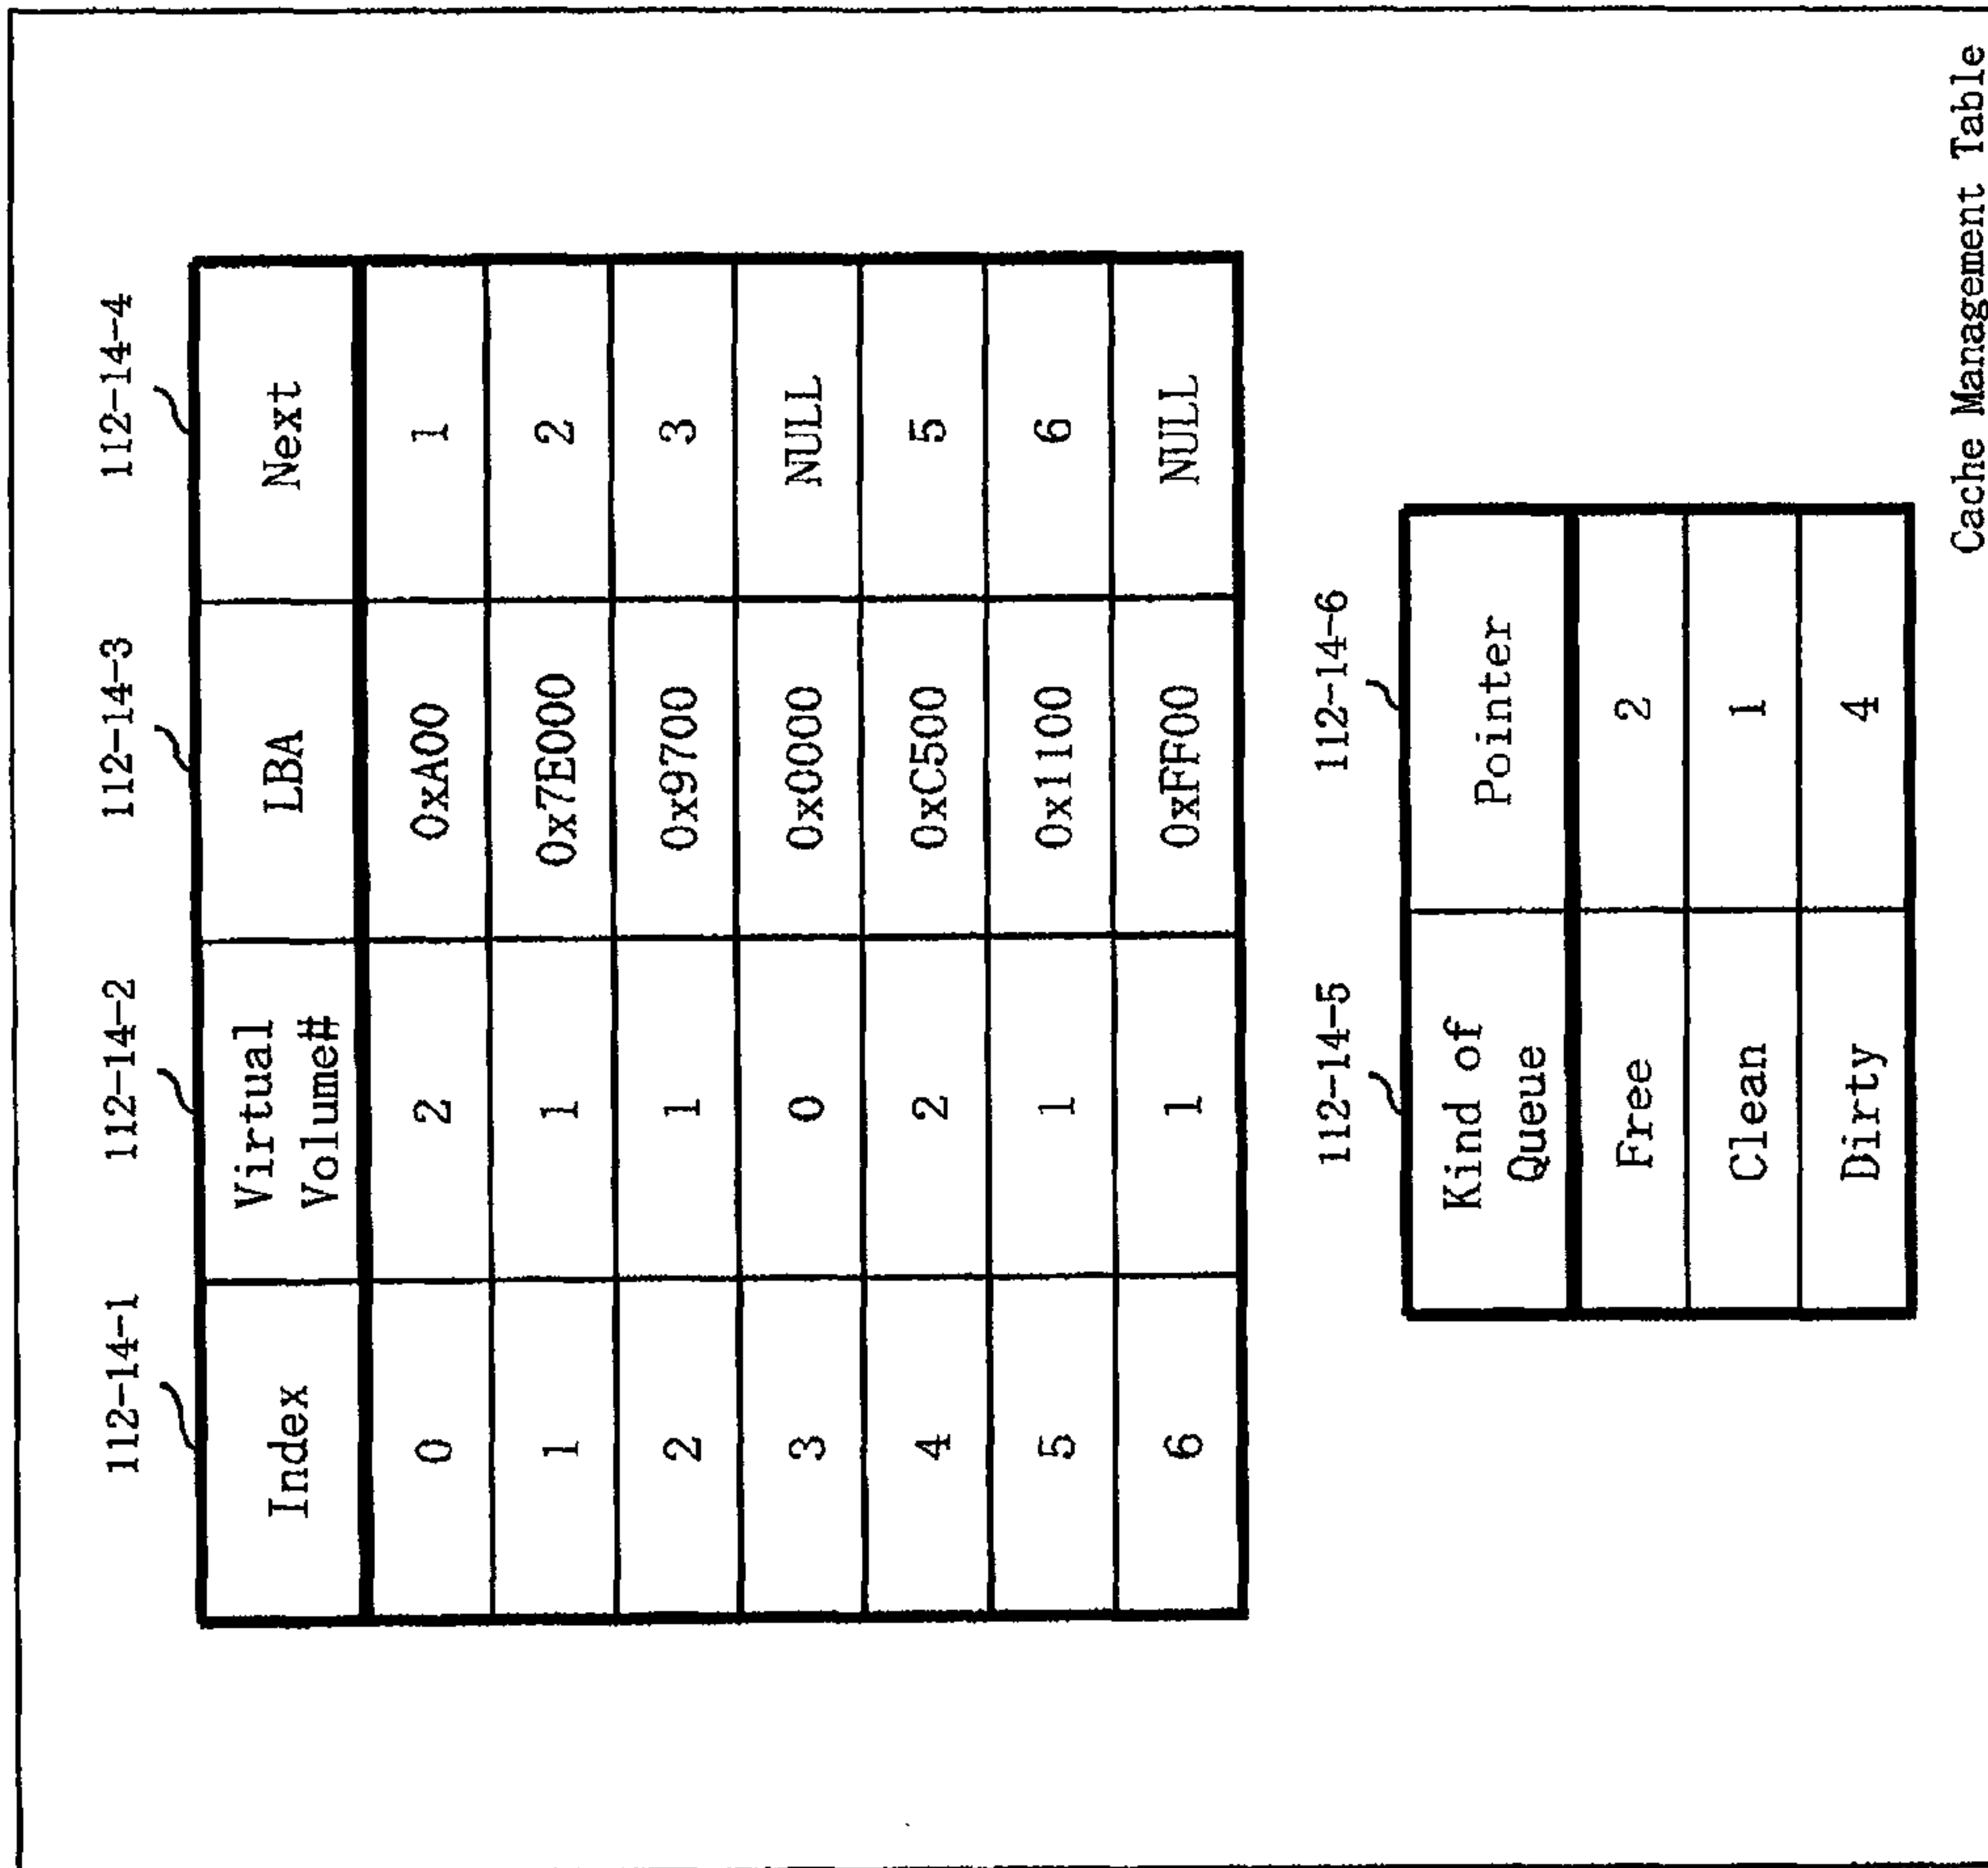 112-14-1 112-14-2 112-14-3 112-14-4
Index Virtual Volume# LBA Next
0 2 0xA00 1
1 1 0x7E000 2
2 1 0x9700 3
3 0 0x0000 NULL
4 2 0xC500 5
5 1 0x1100 6
6 1 0xFF00 NULL
112-14-5 112-14-6
Kind of Queue Pointer
Free 2
Clean 1
Dirty 4
Cache Management Table